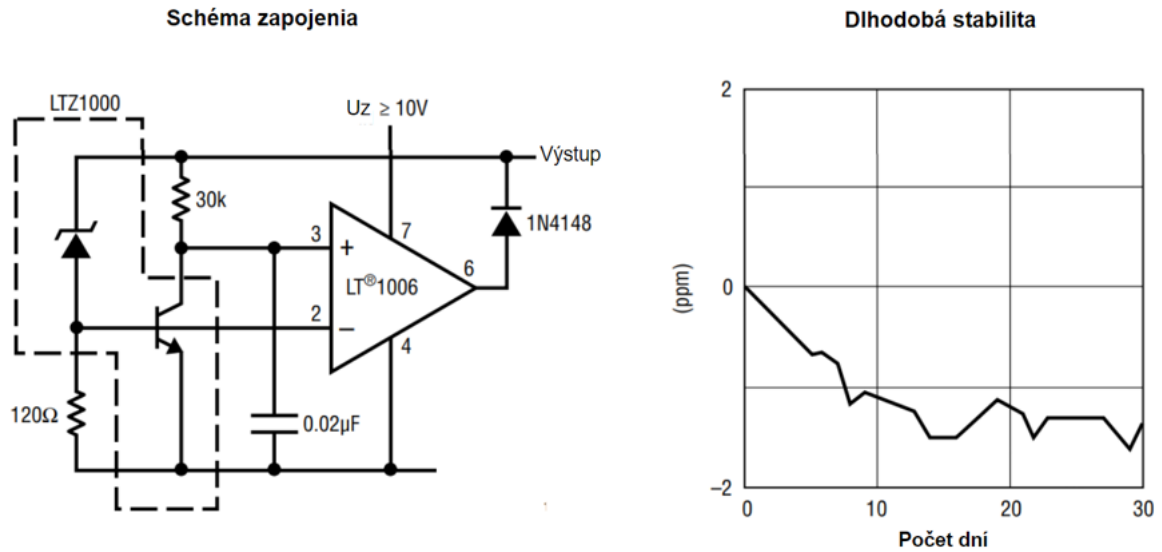 Schéma zapojenia
LTZ1000
Uz ≥ 10V
Výstup
30k
1N4148
3
+
7
6
LT®1006
2
−
4
120Ω
0.02µF
Dlhodobá stabilita
2
0
(ppm)
–2
0
10
20
30
Počet dní